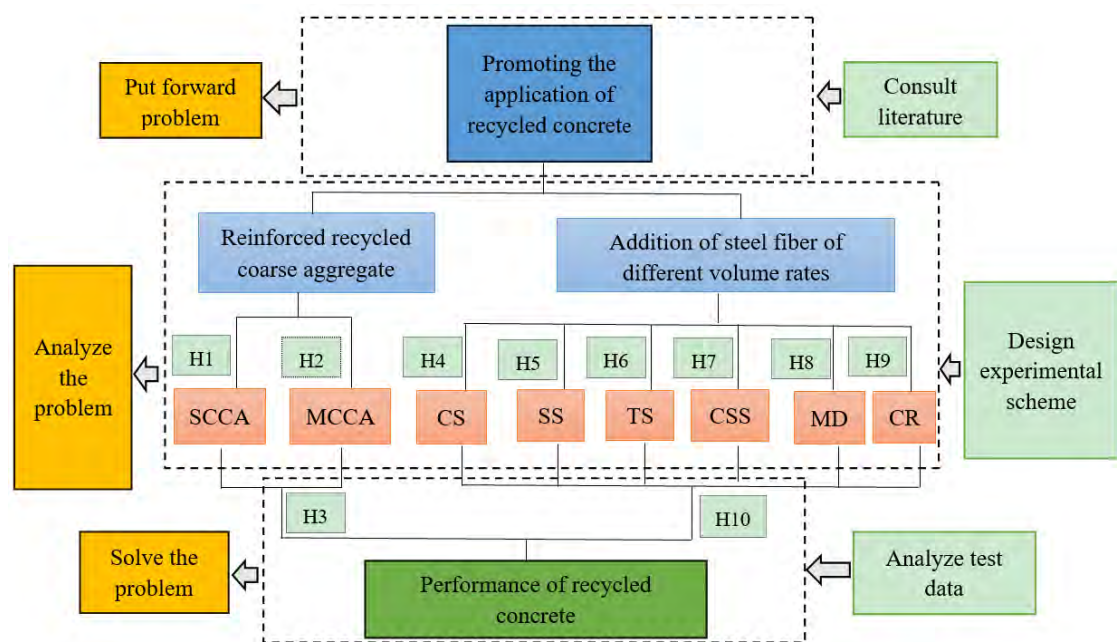 Put forward
problem
Promoting the
application of
recycled concrete
Consult
literature
Reinforced recycled
coarse aggregate
Addition of steel fiber of
different volume rates
Analyze
the
problem
H1
H2
H4
H5
H6
H7
H8
H9
SCCA
MCCA
CS
SS
TS
CSS
MD
CR
Design
experimental
scheme
H3
H10
Solve the
problem
Performance of recycled
concrete
Analyze test
data